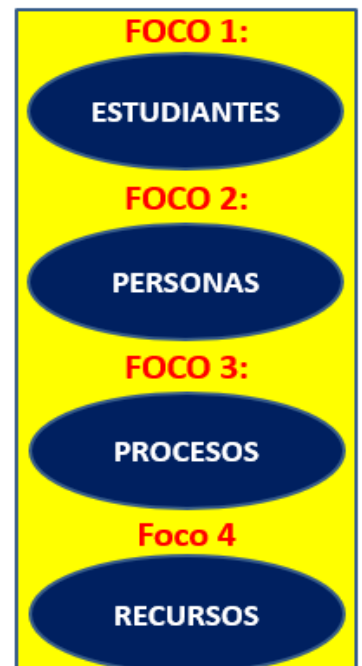 FOCO 1:
ESTUDIANTES
FOCO 2:
PERSONAS
FOCO 3:
PROCESOS
Foco 4
RECURSOS